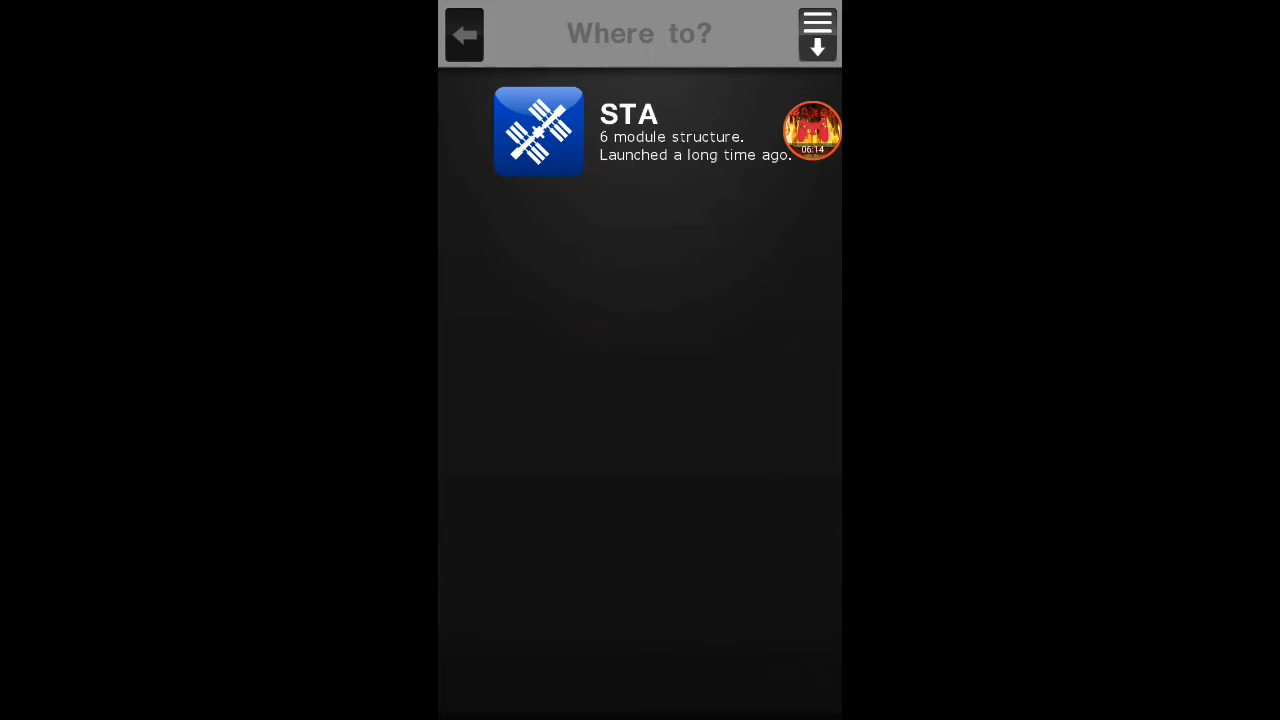 Where to?
STA
6 module structure.
Launched a long time ago.
06:14